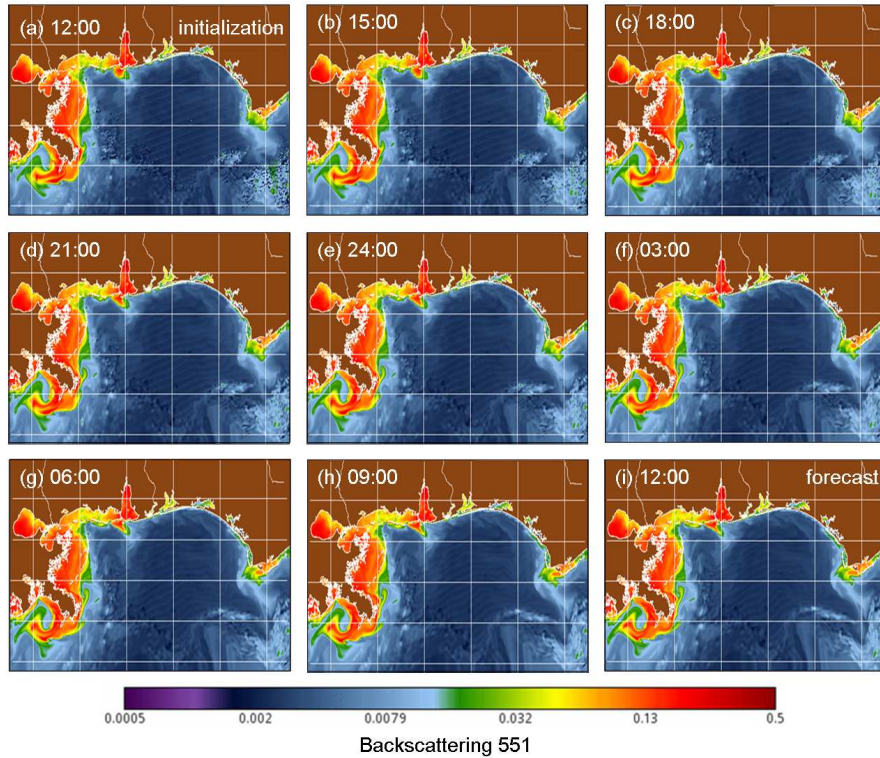 (a) 12:00 initialization
(b) 15:00
(c) 18:00
(d) 21:00
(e) 24:00
(f) 03:00
(g) 06:00
(h) 09:00
(i) 12:00 forecast
0.0005 0.002 0.0079 0.032 0.13 0.5
Backscattering 551